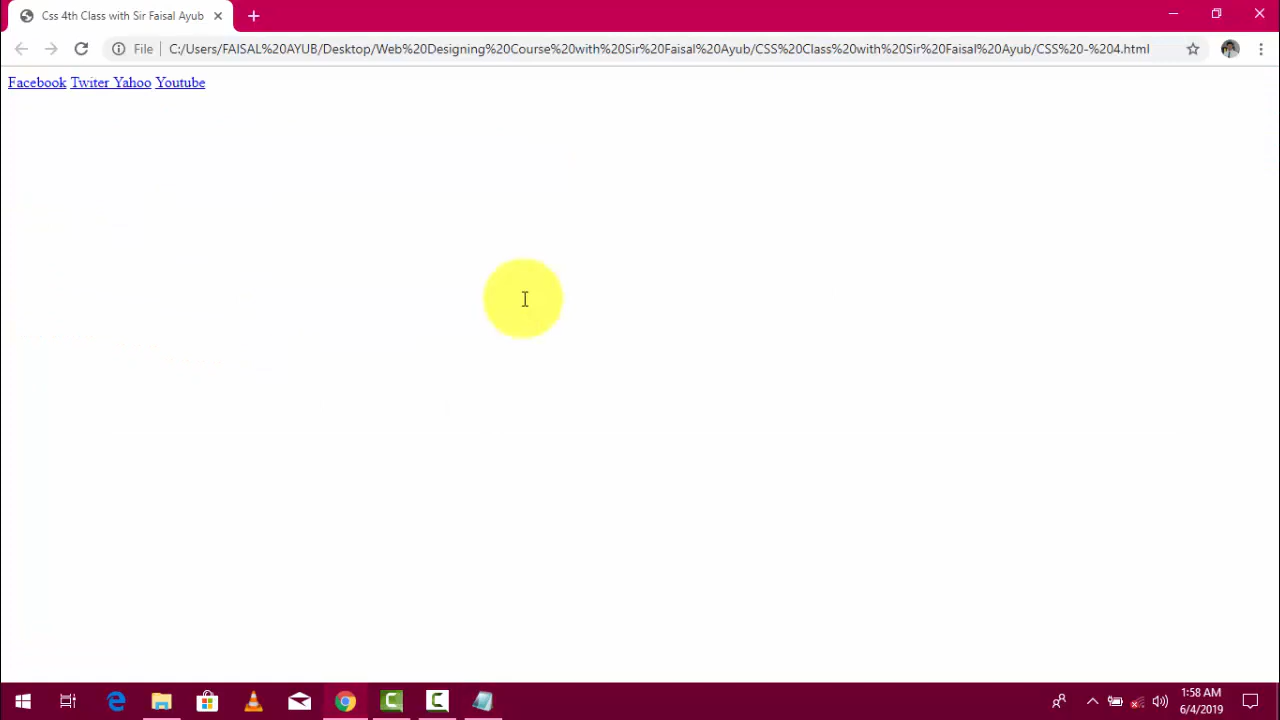 Css 4th Class with Sir Faisal Ayub
File
C:/Users/FAISAL%20AYUB/Desktop/Web%20Designing%20Course%20with%20Sir%20Faisal%20Ayub/CSS%20Class%20with%20Sir%20Faisal%20Ayub/CSS%20-%204.html
Facebook Twiter Yahoo Youtube
1:58 AM
6/4/2019